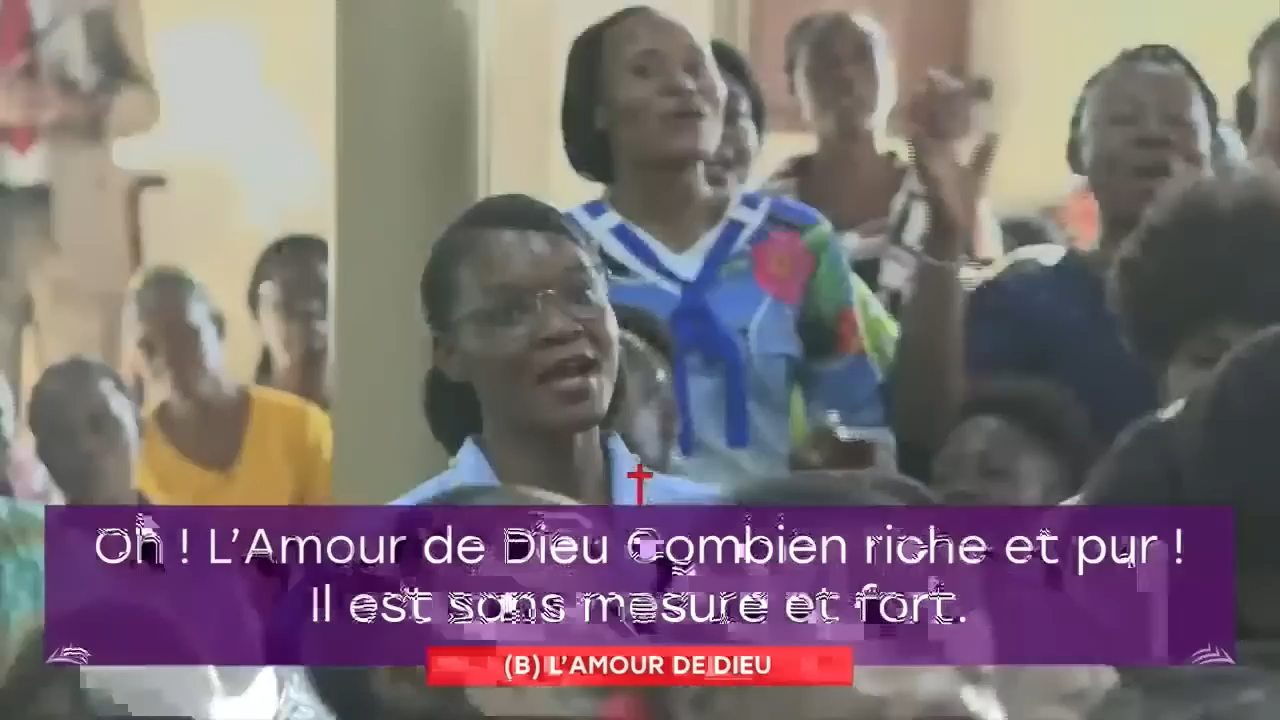 Oh ! L’Amour de Dieu Combien riche et pur !
Il est sans mesure et fort.
(B) L’AMOUR DE DIEU